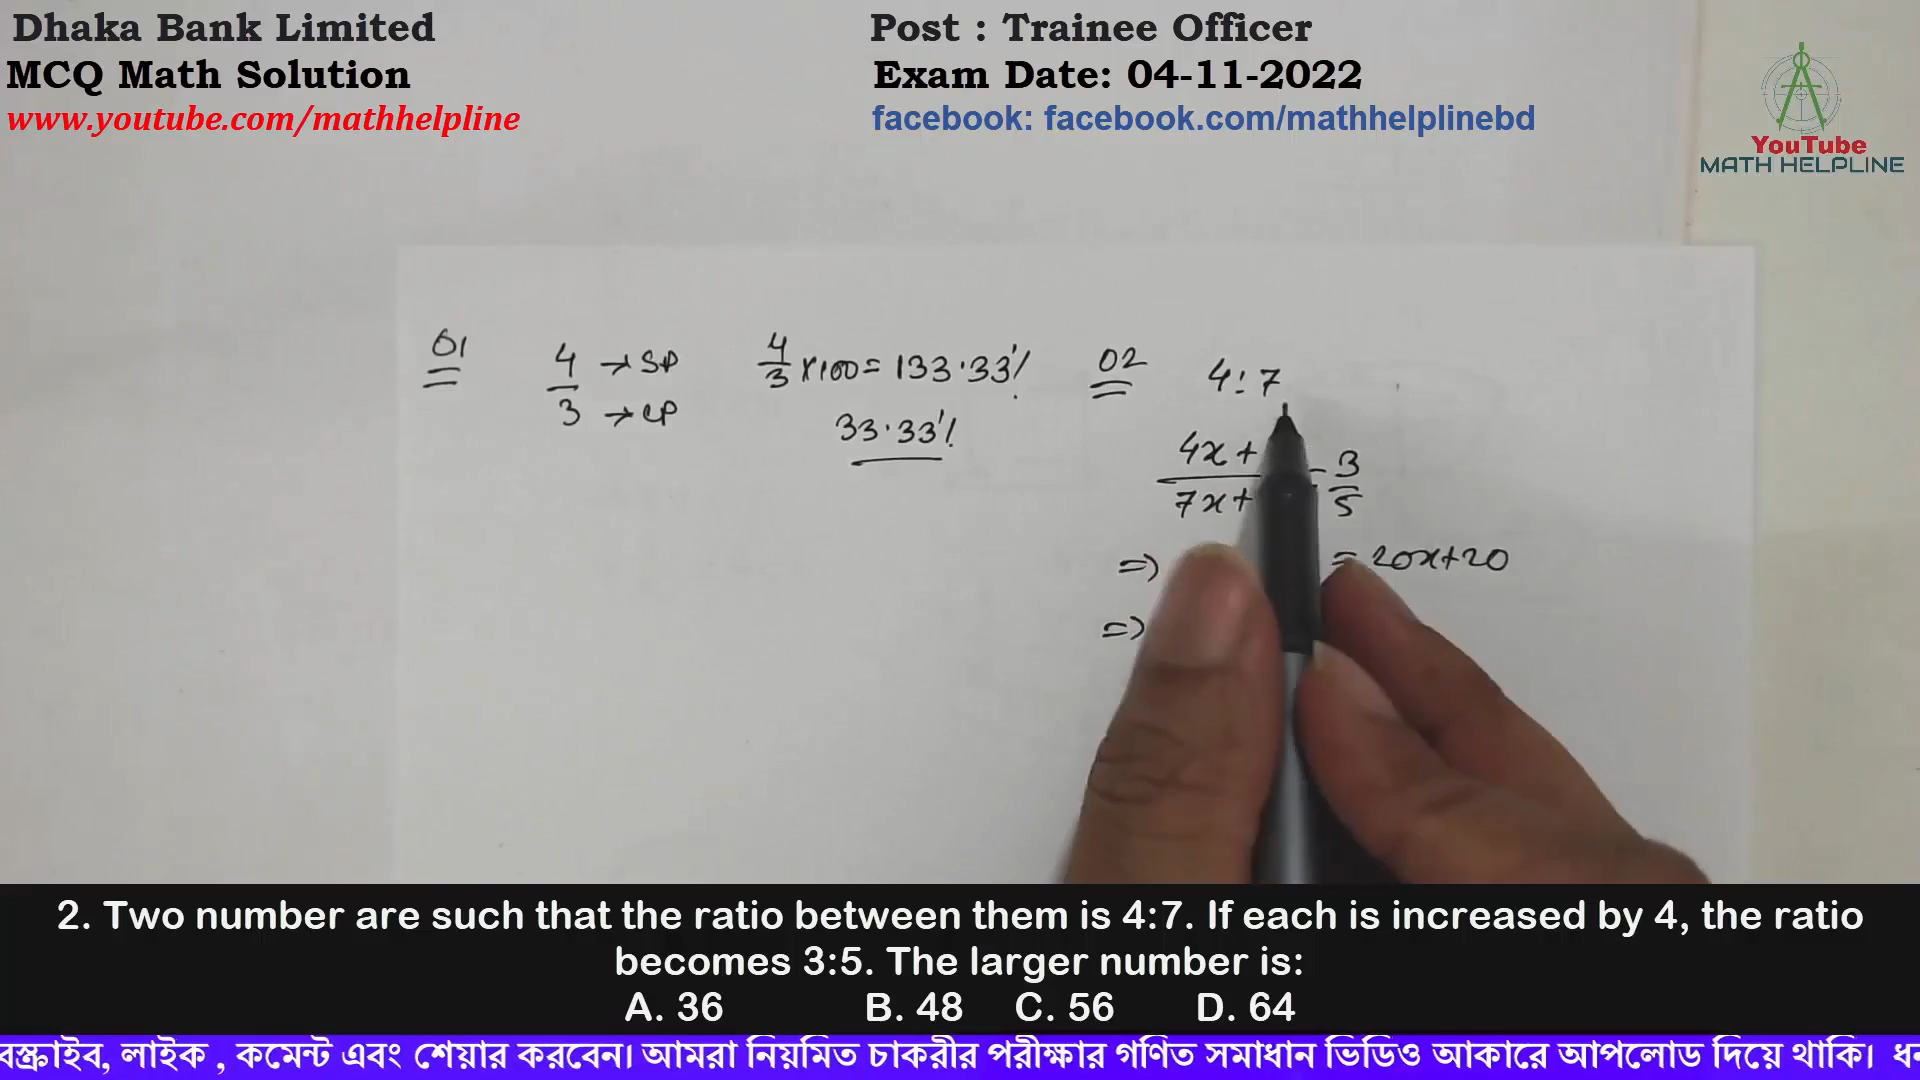 Dhaka Bank Limited
MCQ Math Solution
www.youtube.com/mathhelpline
Post : Trainee Officer
Exam Date: 04-11-2022
facebook: facebook.com/mathhelplinebd
YouTube
MATH HELPLINE
01
4 → SP
3 → CP
4/3 × 100 = 133.33%
33.33%
02
4:7
4x+
7x+
= 3/5
⇒ = 20x+20
⇒
2. Two number are such that the ratio between them is 4:7. If each is increased by 4, the ratio
becomes 3:5. The larger number is:
A. 36 B. 48 C. 56 D. 64
বস্ক্রাইব, লাইক , কমেন্ট এবং শেয়ার করবেন। আমরা নিয়মিত চাকরীর পরীক্ষার গণিত সমাধান ভিডিও আকারে আপলোড দিয়ে থাকি। ধন